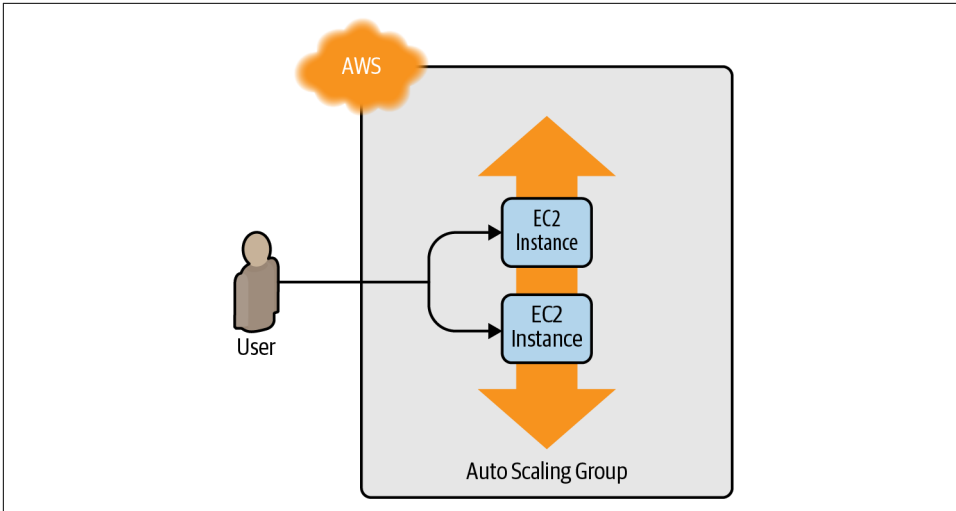 AWS
EC2
Instance
EC2
Instance
User
Auto Scaling Group